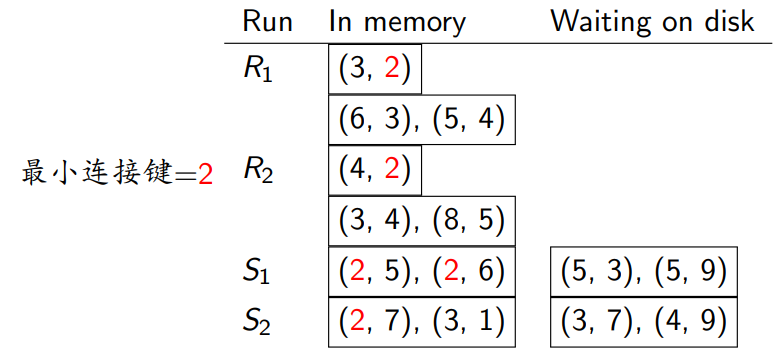 Run In memory Waiting on disk
R1 (3, 2)
(6, 3), (5, 4)
最小连接键=2 R2 (4, 2)
(3, 4), (8, 5)
S1 (2, 5), (2, 6) (5, 3), (5, 9)
S2 (2, 7), (3, 1) (3, 7), (4, 9)